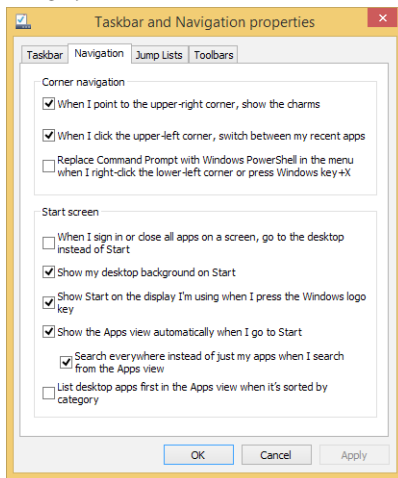 Taskbar and Navigation properties
Taskbar Navigation Jump Lists Toolbars
Corner navigation
When I point to the upper-right corner, show the charms
When I click the upper-left corner, switch between my recent apps
Replace Command Prompt with Windows PowerShell in the menu
when I right-click the lower-left corner or press Windows key+X
Start screen
When I sign in or close all apps on a screen, go to the desktop
instead of Start
Show my desktop background on Start
Show Start on the display I'm using when I press the Windows logo
key
Show the Apps view automatically when I go to Start
Search everywhere instead of just my apps when I search
from the Apps view
List desktop apps first in the Apps view when it's sorted by
category
OK Cancel Apply